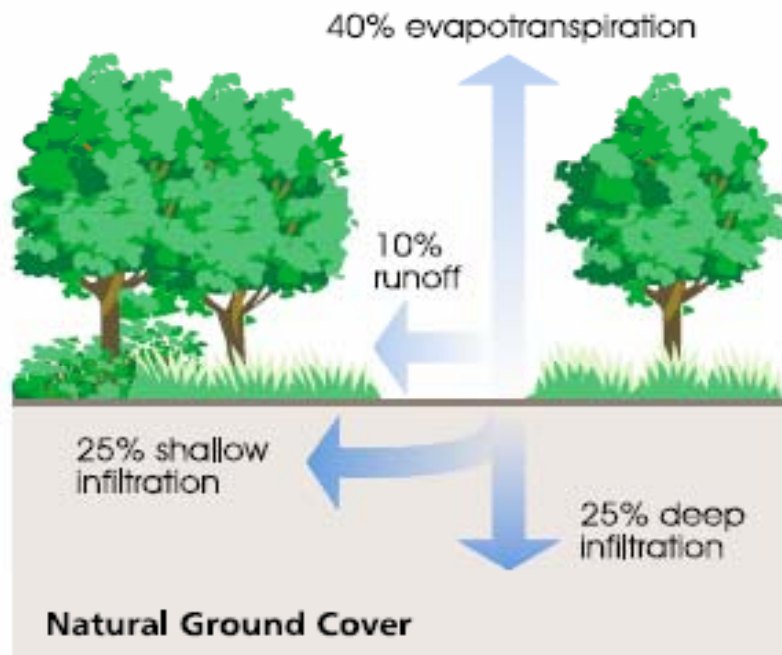 40% evapotranspiration
10%
runoff
25% shallow
infiltration
25% deep
infiltration
Natural Ground Cover